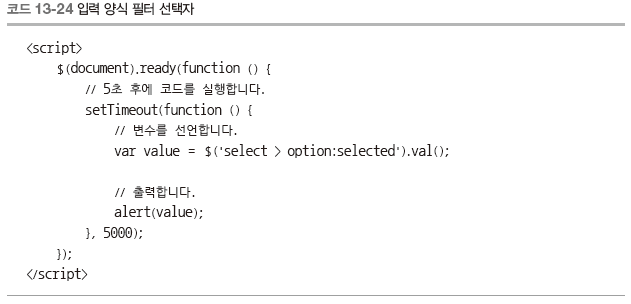 코드 13-24 입력 양식 필터 선택자
<script>
    $(document).ready(function () {
        // 5초 후에 코드를 실행합니다.
        setTimeout(function () {
            // 변수를 선언합니다.
            var value = $('select > option:selected').val();

            // 출력합니다.
            alert(value);
        }, 5000);
    });
</script>